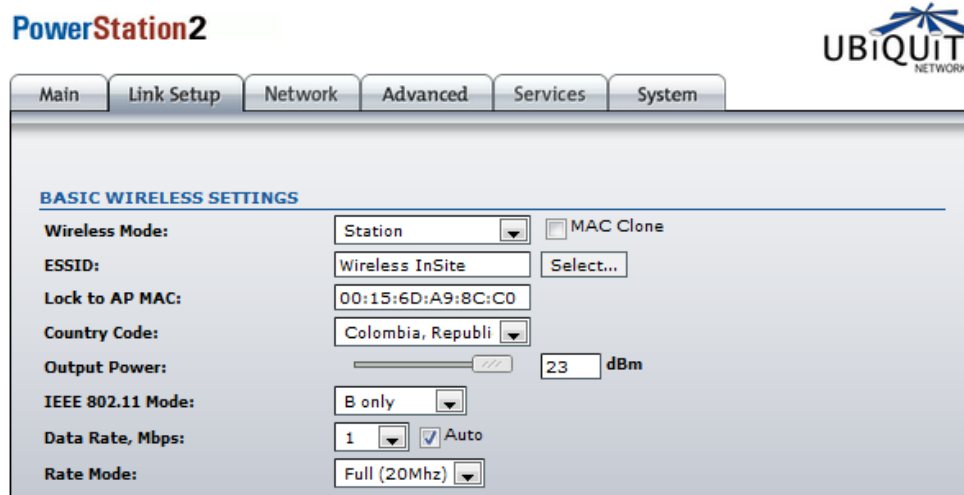 PowerStation2
UBiQUiT
NETWORK
Main Link Setup Network Advanced Services System
BASIC WIRELESS SETTINGS
Wireless Mode: Station MAC Clone
ESSID: Wireless InSite Select...
Lock to AP MAC: 00:15:6D:A9:8C:C0
Country Code: Colombia, Republi
Output Power: 23 dBm
IEEE 802.11 Mode: B only
Data Rate, Mbps: 1 Auto
Rate Mode: Full (20Mhz)